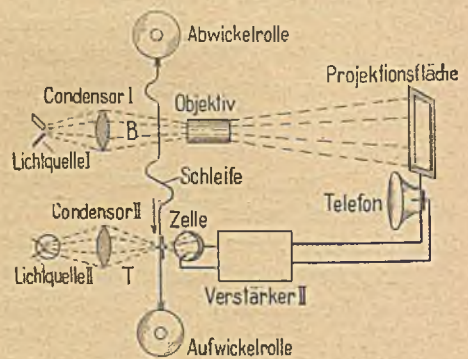 Abwickelrolle
Projektionsfläche
Condensor I
Objektiv
B
Lichtquelle I
Schleife
Condensor II
Zelle
Telefon
Lichtquelle II
T
Verstärker II
Aufwickelrolle